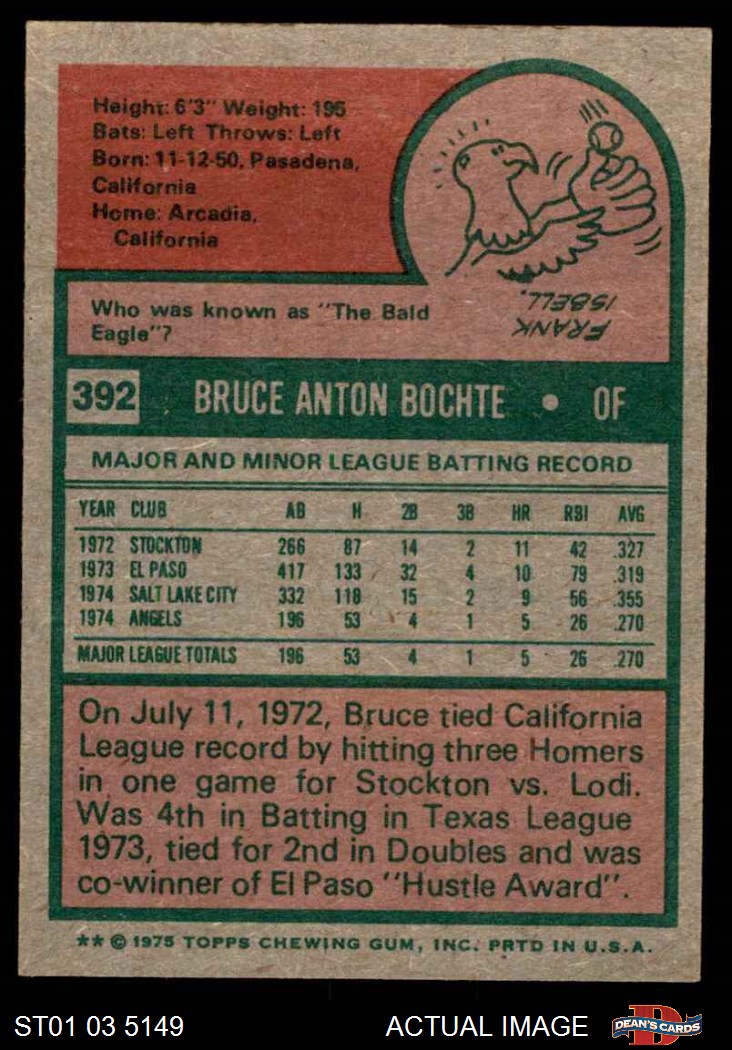 Height: 6'3" Weight: 195
Bats: Left Throws: Left
Born: 11-12-50, Pasadena,
California
Home: Arcadia,
California
Who was known as "The Bald
Eagle"?
FRANK
ISBELL.
392 BRUCE ANTON BOCHTE • OF
MAJOR AND MINOR LEAGUE BATTING RECORD
YEAR CLUB AB H 2B 3B HR RBI AVG
1972 STOCKTON 266 87 14 2 11 42 .327
1973 EL PASO 417 133 32 4 10 79 .319
1974 SALT LAKE CITY 332 118 15 2 9 56 .355
1974 ANGELS 196 53 4 1 5 26 .270
MAJOR LEAGUE TOTALS 196 53 4 1 5 26 .270
On July 11, 1972, Bruce tied California
League record by hitting three Homers
in one game for Stockton vs. Lodi.
Was 4th in Batting in Texas League
1973, tied for 2nd in Doubles and was
co-winner of El Paso "Hustle Award".
** © 1975 TOPPS CHEWING GUM, INC. PRTD IN U.S.A.
ST01 03 5149 ACTUAL IMAGE D DEAN'S CARDS